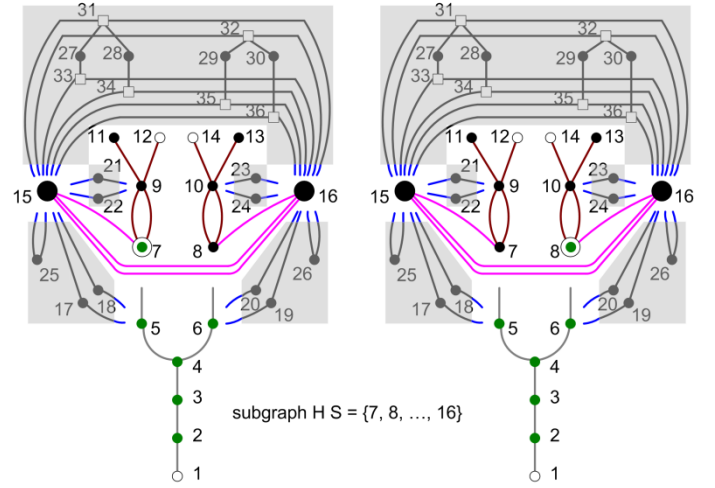 31 31
32 32
27 28 29 30 27 28 29 30
33 34 33 34
35 36 35 36
11 12 14 13 11 12 14 13
21 23 21 23
15 9 10 16 15 9 10 16
22 24 22 24
7 8 7 8
25 26 25 26
18 20 18 20
17 19 17 19
5 6 5 6
4 4
3 3
subgraph H S = {7, 8, ..., 16}
2 2
1 1